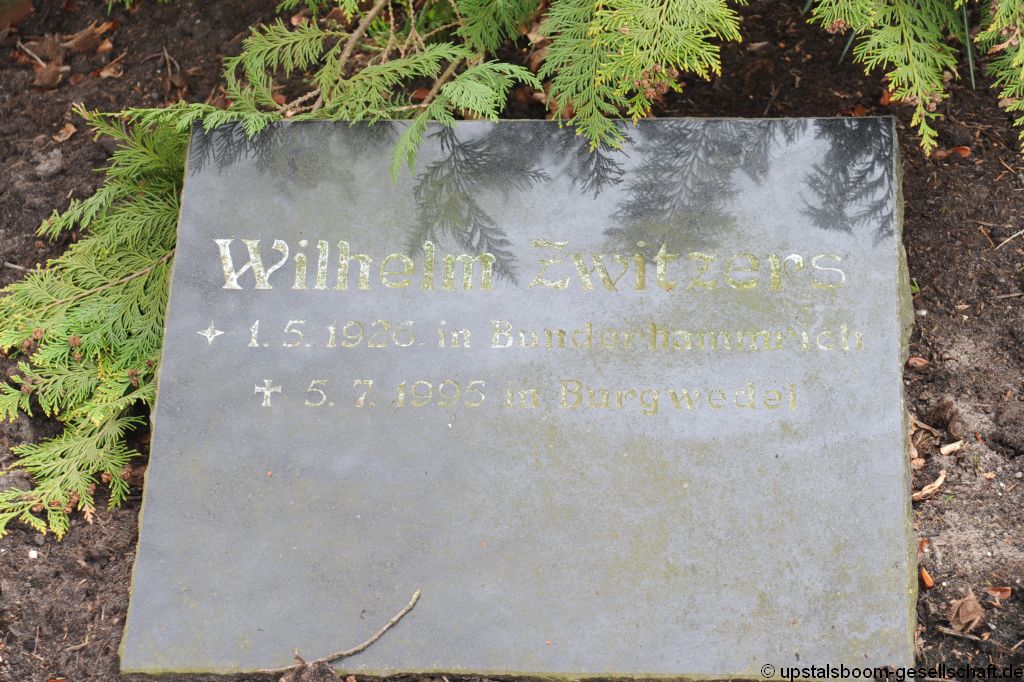 Wilhelm Zwitzers
✦ 1. 5. 1926 in Bunderhammrich
✝ 5. 7. 1995 in Burgwedel
© upstalsboom-gesellschaft.de